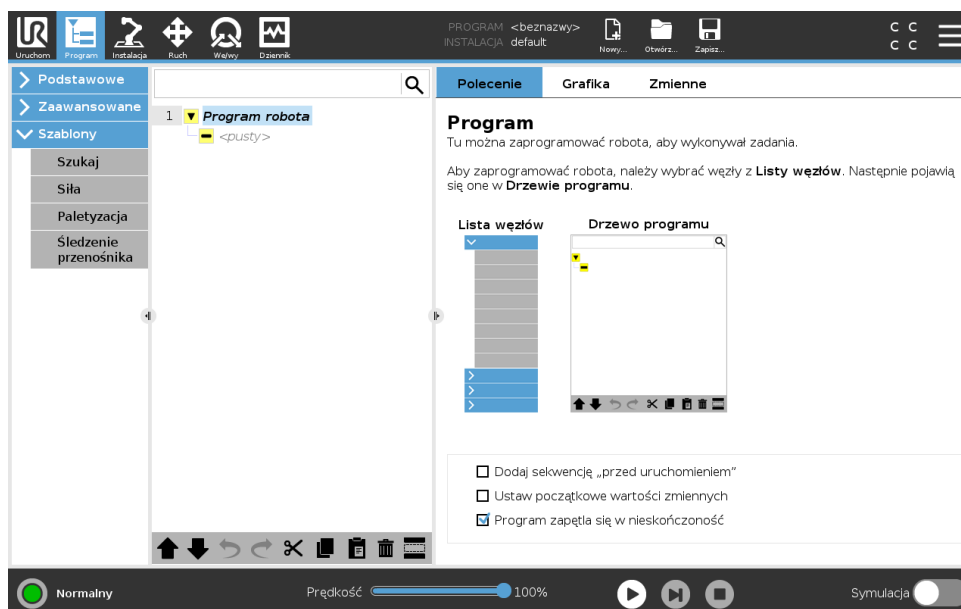 UR
Uruchom
Program
Instalacja
Ruch
We/wy
Dziennik
PROGRAM <beznazwy>
INSTALACJA default
Nowy...
Otwórz...
Zapisz...
C C
C C
Podstawowe
Zaawansowane
Szablony
Szukaj
Siła
Paletyzacja
Śledzenie
przenośnika
1 Program robota
<pusty>
Polecenie Grafika Zmienne
Program
Tu można zaprogramować robota, aby wykonywał zadania.
Aby zaprogramować robota, należy wybrać węzły z Listy węzłów. Następnie pojawią
się one w Drzewie programu.
Lista węzłów Drzewo programu
Dodaj sekwencję „przed uruchomieniem”
Ustaw początkowe wartości zmiennych
Program zapętla się w nieskończoność
Normalny
Prędkość 100%
Symulacja